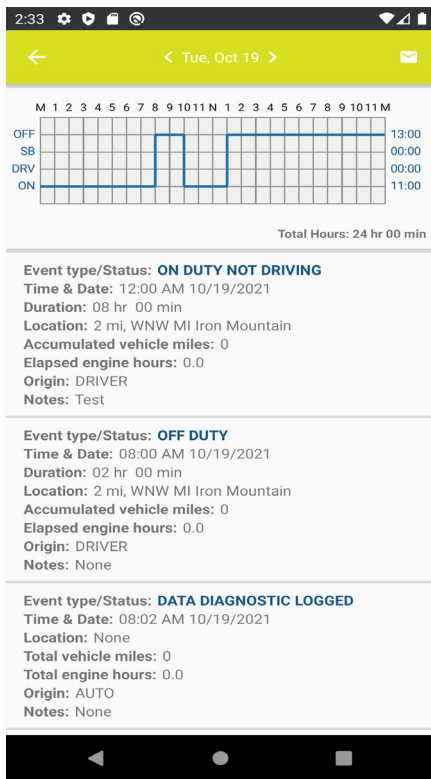 2:33
Tue, Oct 19
M 1 2 3 4 5 6 7 8 9 10 11 N 1 2 3 4 5 6 7 8 9 10 11 M
OFF 13:00
SB 00:00
DRV 00:00
ON 11:00
Total Hours: 24 hr 00 min
Event type/Status: ON DUTY NOT DRIVING
Time & Date: 12:00 AM 10/19/2021
Duration: 08 hr 00 min
Location: 2 mi, WNW MI Iron Mountain
Accumulated vehicle miles: 0
Elapsed engine hours: 0.0
Origin: DRIVER
Notes: Test
Event type/Status: OFF DUTY
Time & Date: 08:00 AM 10/19/2021
Duration: 02 hr 00 min
Location: 2 mi, WNW MI Iron Mountain
Accumulated vehicle miles: 0
Elapsed engine hours: 0.0
Origin: DRIVER
Notes: None
Event type/Status: DATA DIAGNOSTIC LOGGED
Time & Date: 08:02 AM 10/19/2021
Location: None
Total vehicle miles: 0
Total engine hours: 0.0
Origin: AUTO
Notes: None